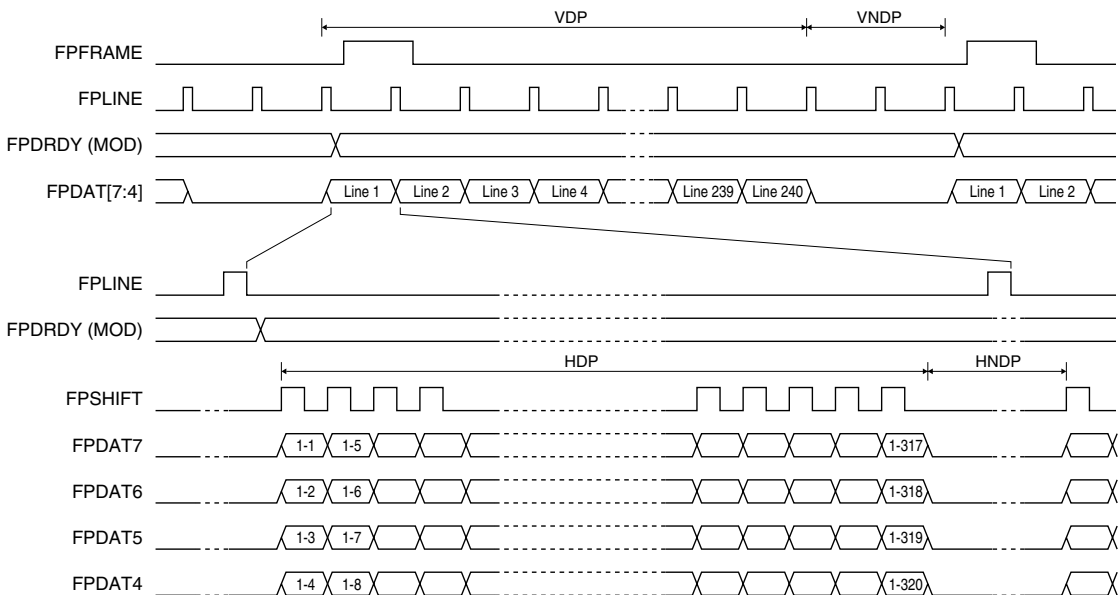 VDP VNDP
FPFRAME
FPLINE
FPDRDY (MOD)
FPDAT[7:4] Line 1 Line 2 Line 3 Line 4 Line 239 Line 240 Line 1 Line 2
FPLINE
FPDRDY (MOD)
HDP HNDP
FPSHIFT
FPDAT7 1-1 1-5 1-317
FPDAT6 1-2 1-6 1-318
FPDAT5 1-3 1-7 1-319
FPDAT4 1-4 1-8 1-320